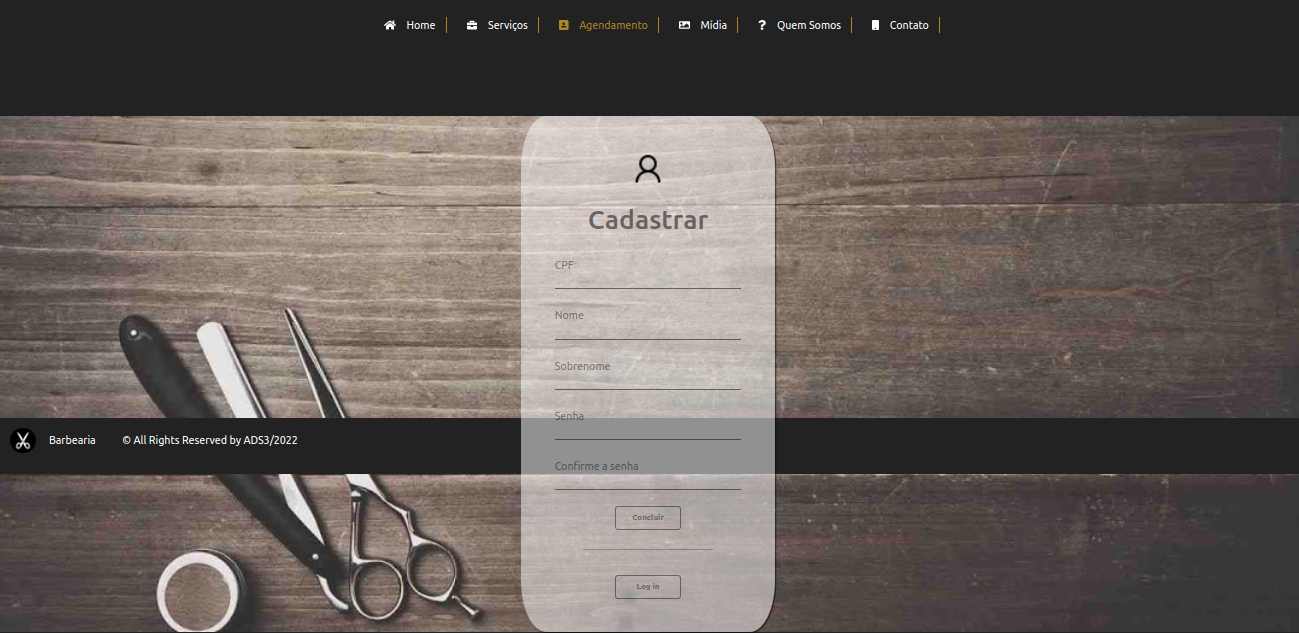 Home Serviços Agendamento Mídia Quem Somos Contato
Cadastrar
CPF
Nome
Sobrenome
Senha
Barbearia © All Rights Reserved by ADS3/2022
Confirme a senha
Concluir
Log in